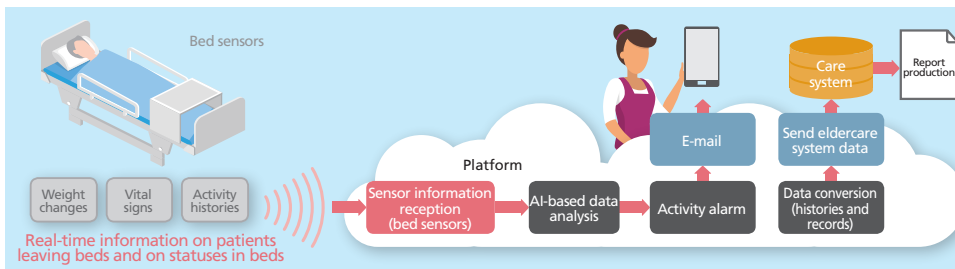 Bed sensors
Weight
changes
Vital
signs
Activity
histories
Real-time information on patients
leaving beds and on statuses in beds
Platform
Sensor information
reception
(bed sensors)
AI-based data
analysis
Activity alarm
E-mail
Data conversion
(histories and
records)
Send eldercare
system data
Care
system
Report
production